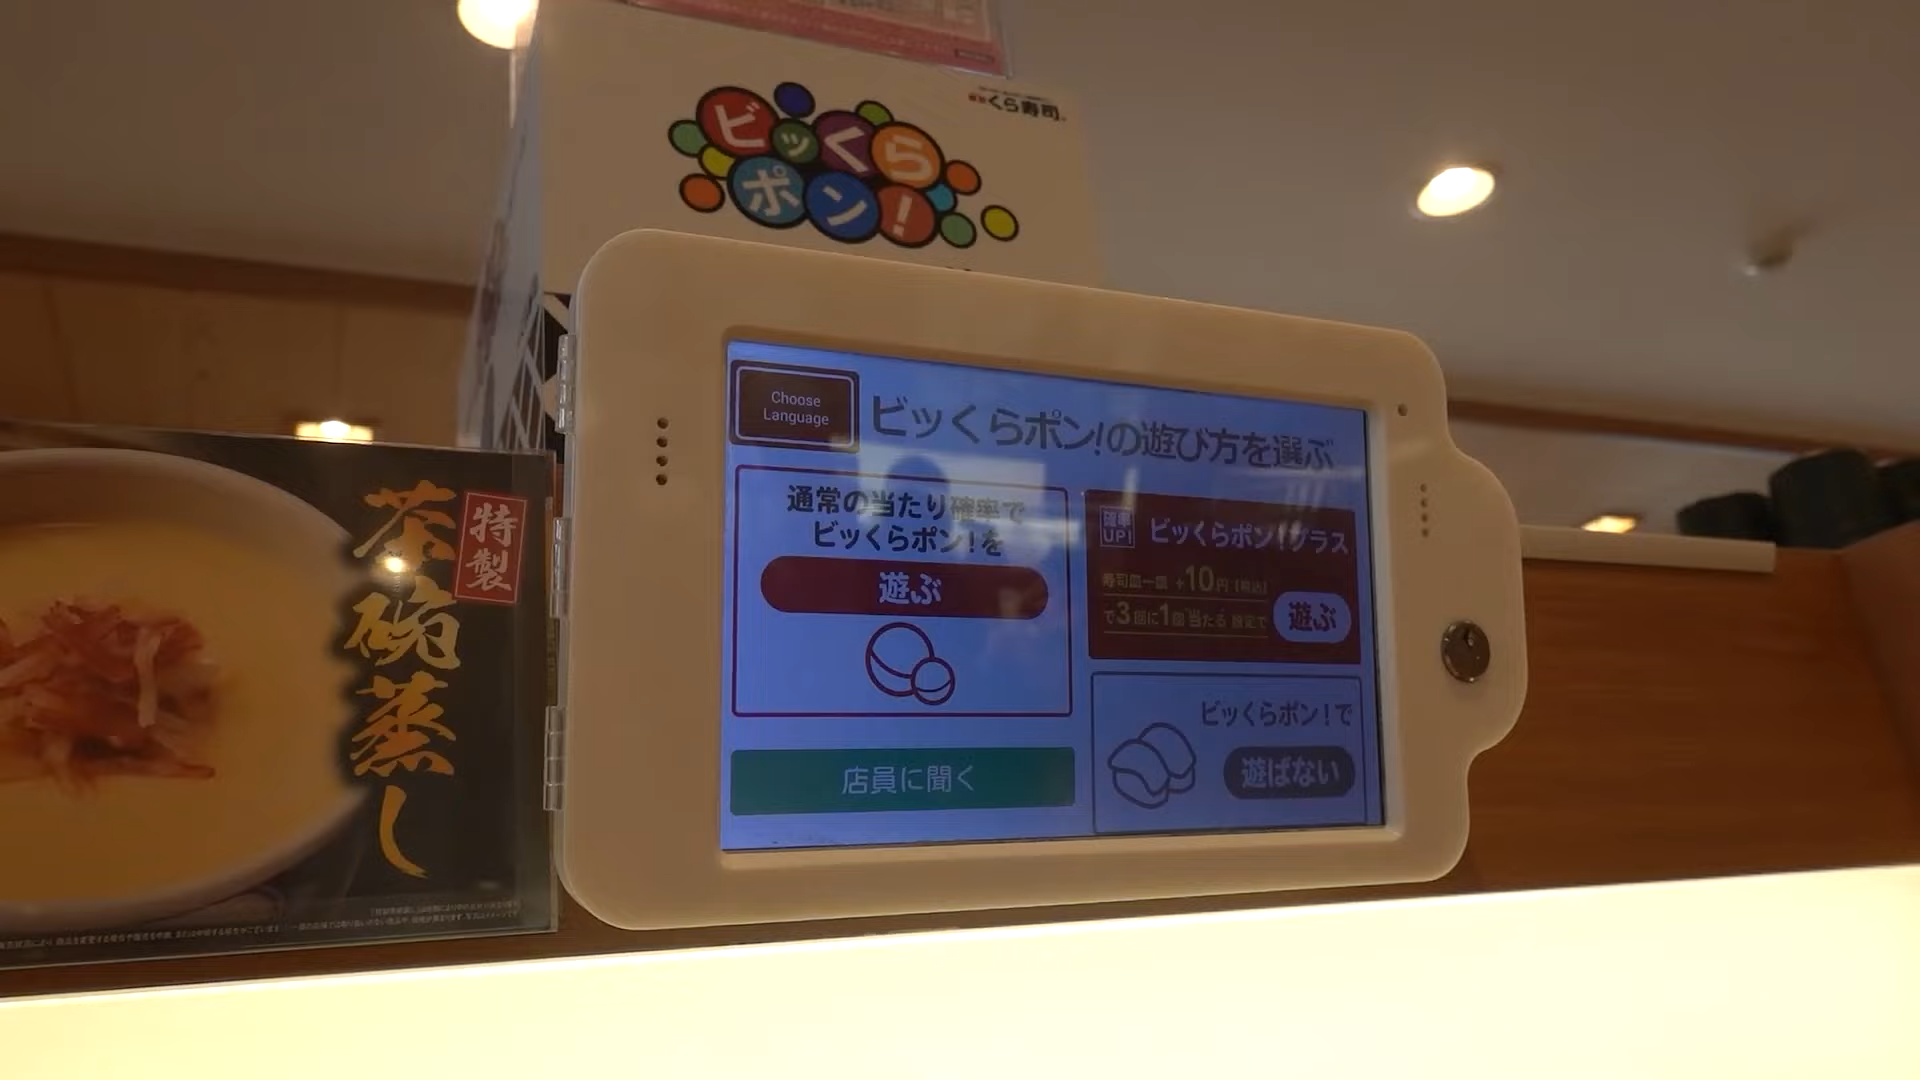 くら寿司
ビッくら
ポン!
Choose
Language
ビッくらポン!の遊び方を選ぶ
通常の当たり確率で
ビッくらポン!を
遊ぶ
確率
UP!
ビッくらポン!プラス
寿司皿一皿 +10円(税込)
で3回に1回当たる 設定で
遊ぶ
ビッくらポン!で
遊ばない
店員に聞く
特製
茶碗蒸し